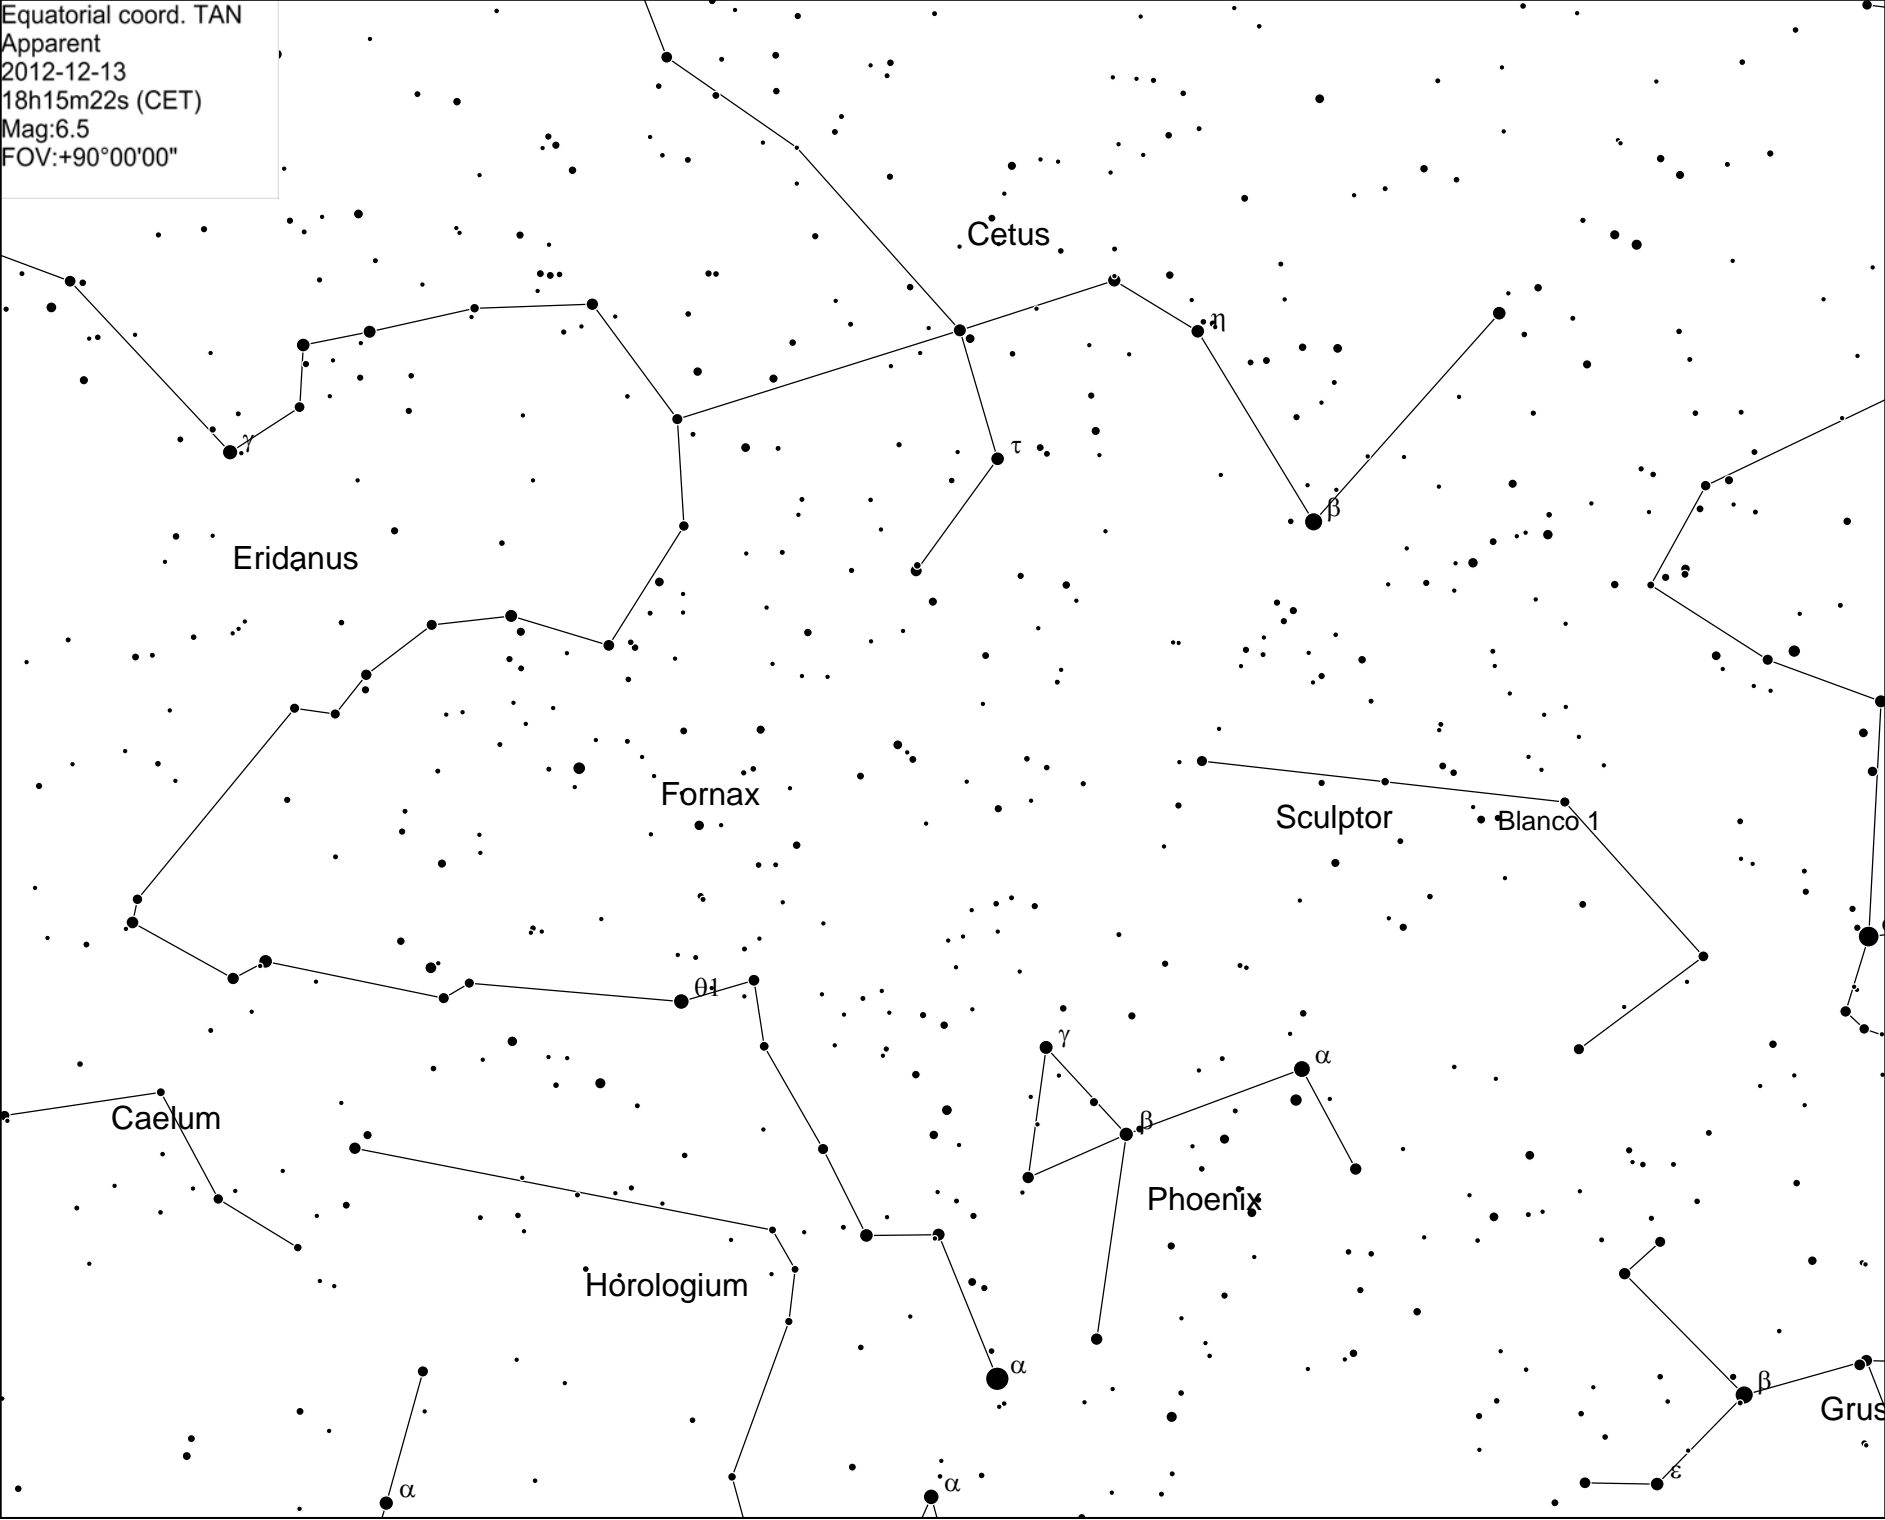 Equatorial coord. TAN
Apparent
2012-12-13
18h15m22s (CET)
Mag:6.5
FOV:+90°00'00"
Cetus
η
γ
τ
β
Eridanus
Fornax
Sculptor
Blanco 1
θ1
γ
α
Caelum
β
Phoenix
Horologium
α
β
Grus
ε
α
α